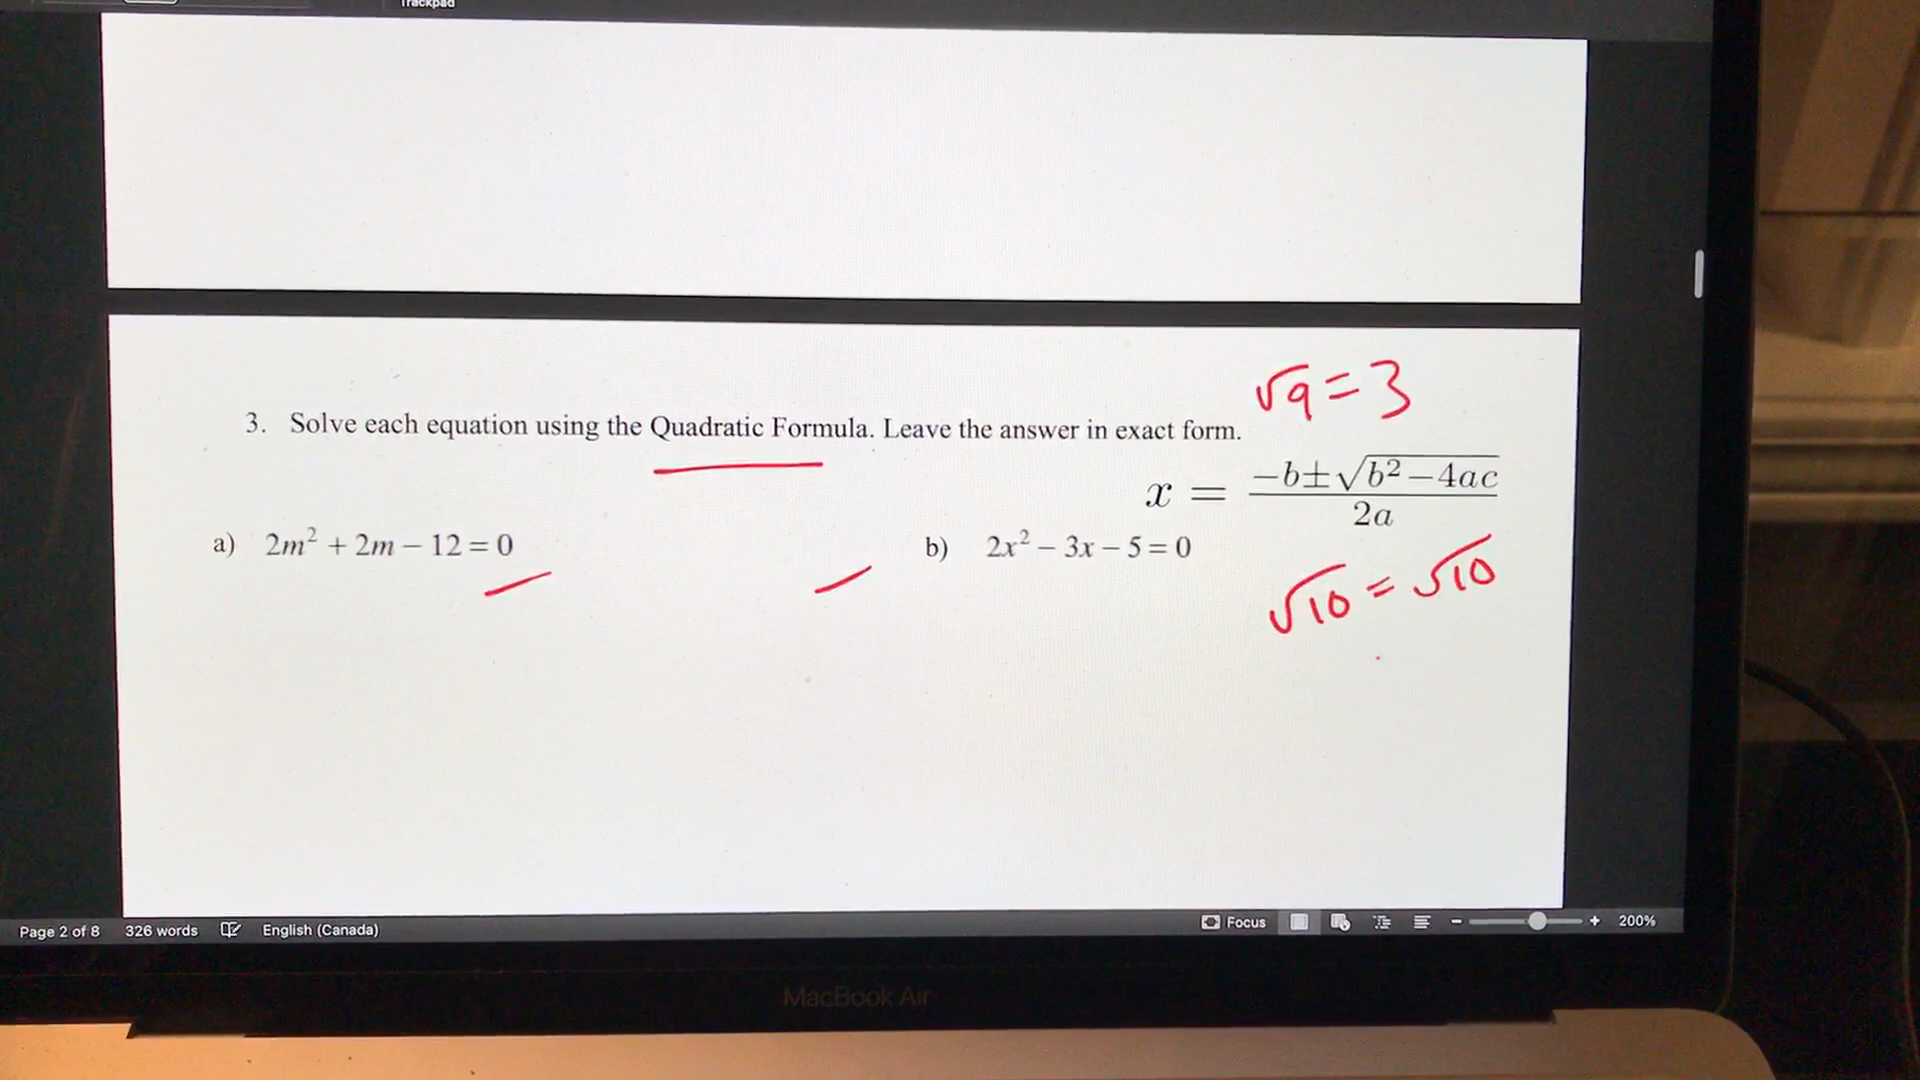 Trackpad
√9 = 3
3. Solve each equation using the Quadratic Formula. Leave the answer in exact form.
x = \frac{-b±\sqrt{b² – 4ac}}{2a}
a) 2m² + 2m – 12 = 0
b) 2x² – 3x – 5 = 0
√10 = √10
Page 2 of 8 326 words English (Canada) Focus – + 200%
MacBook Air